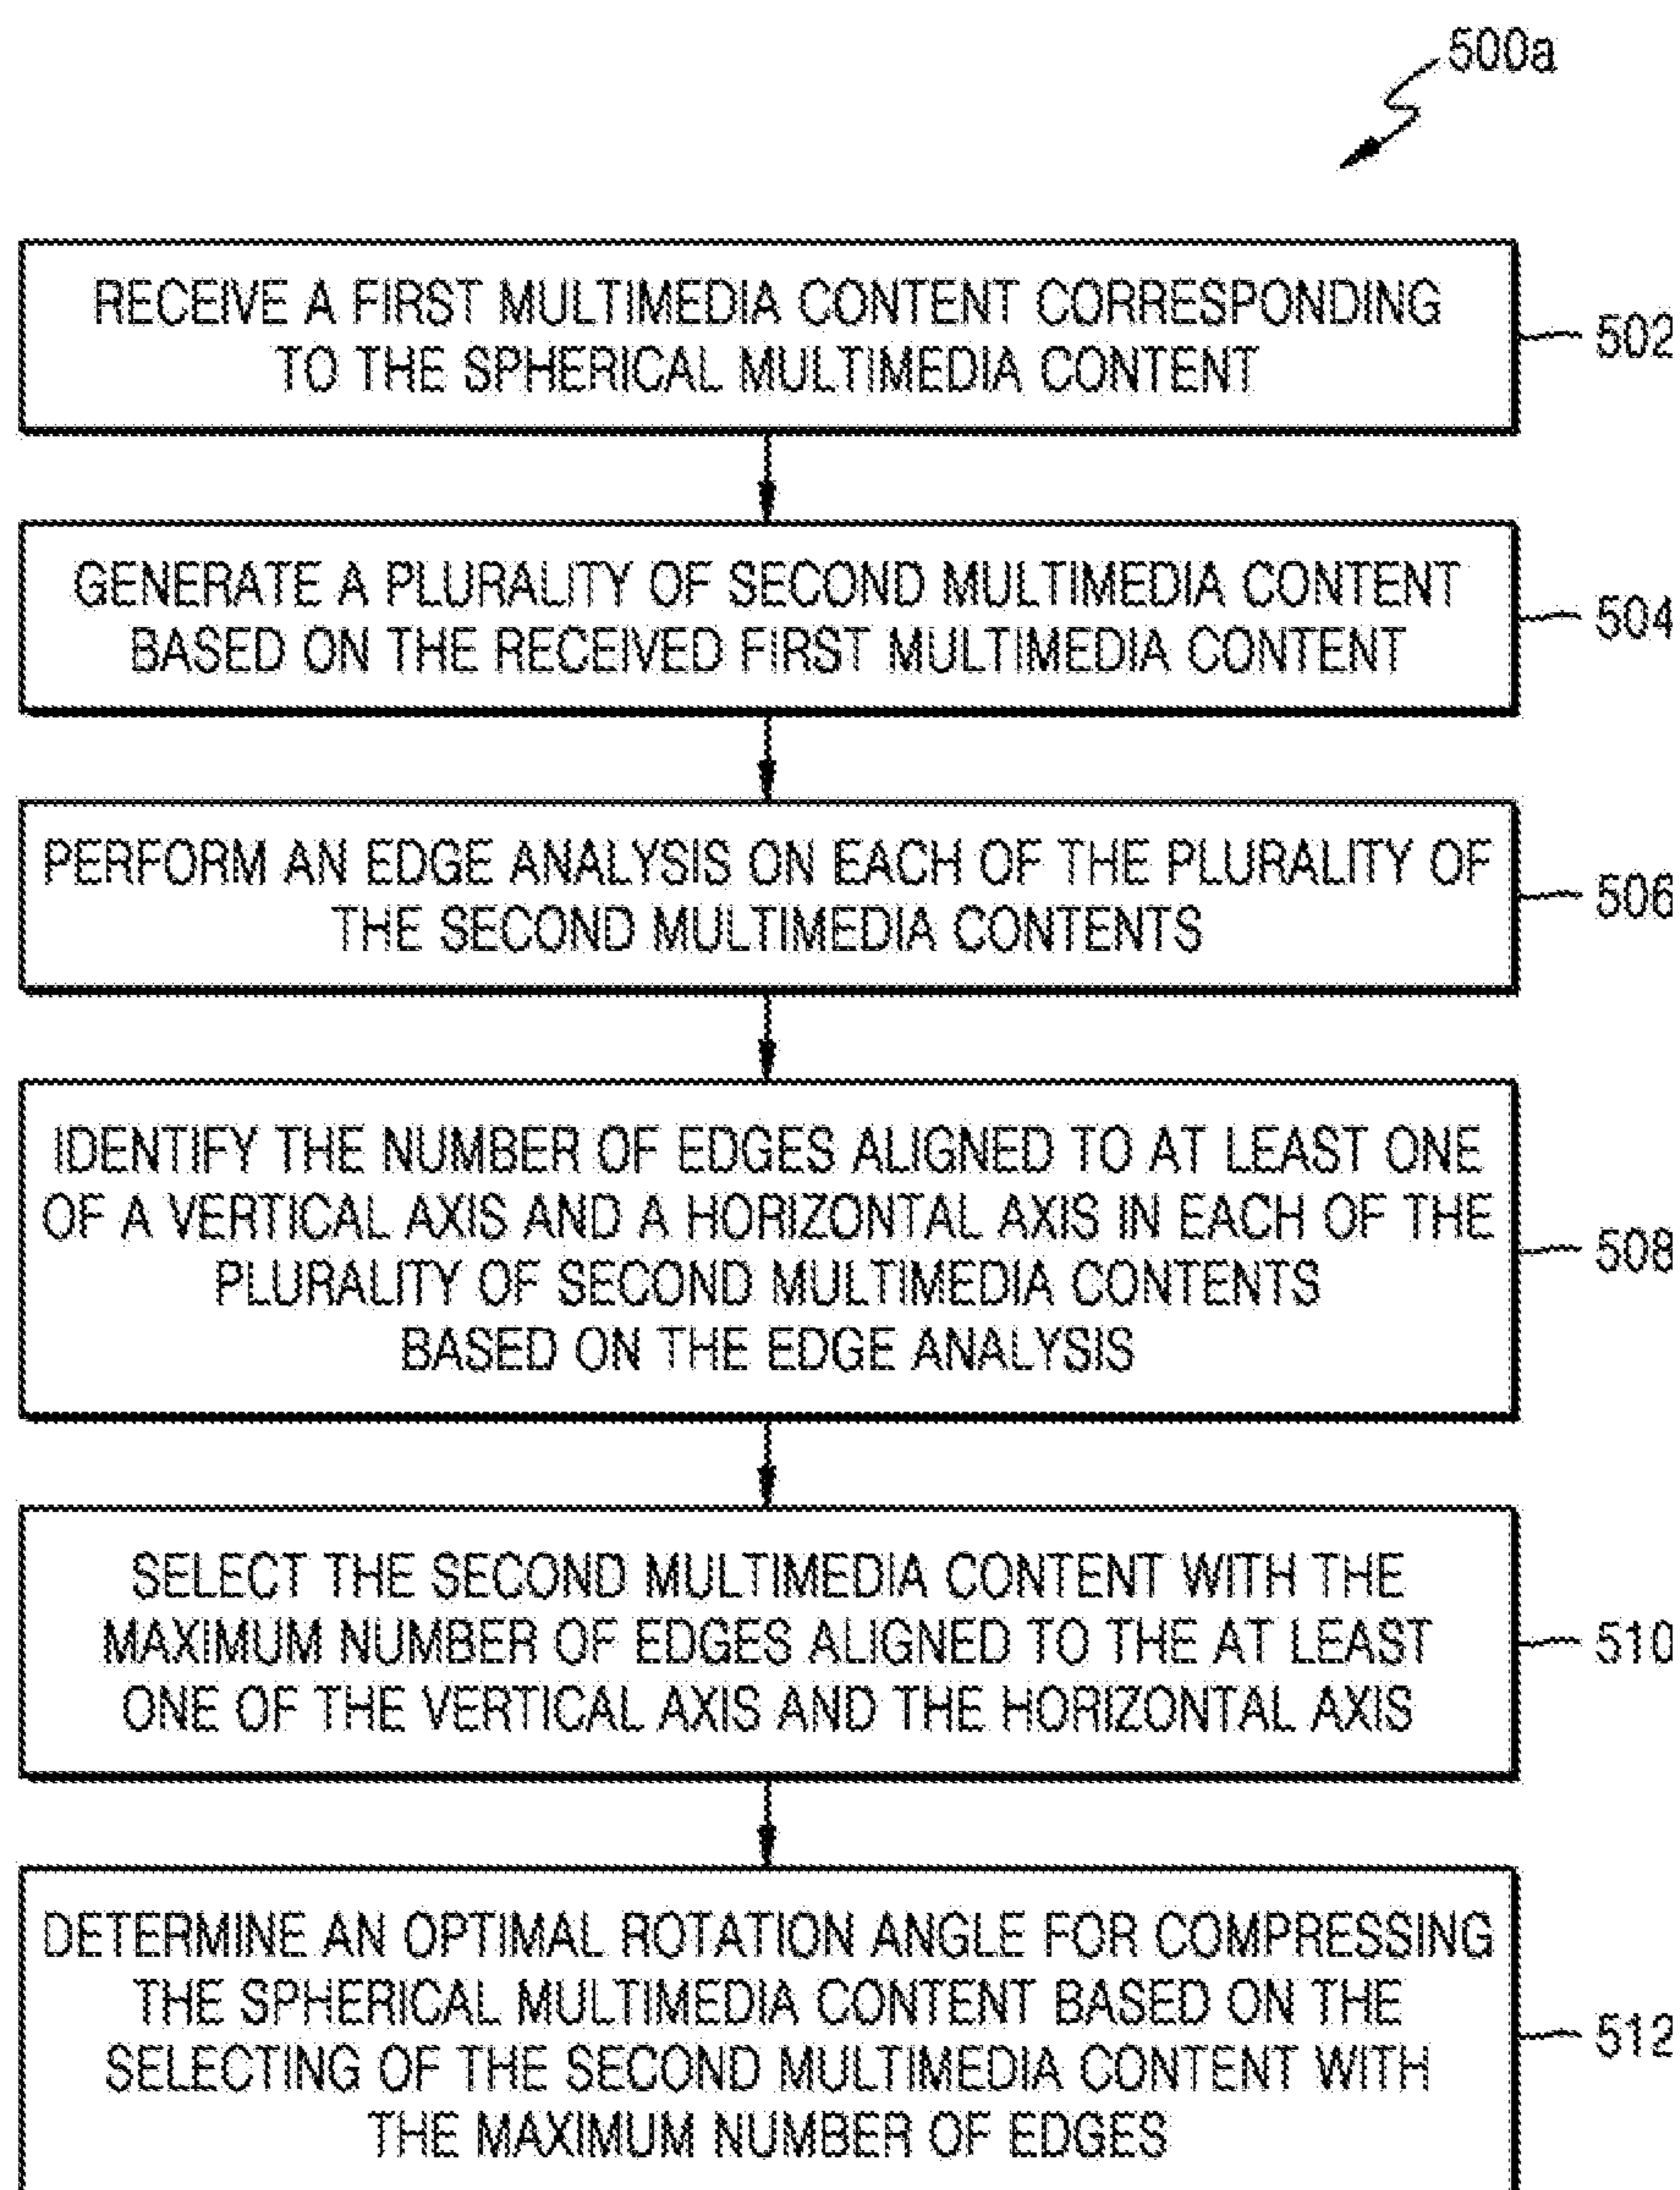 500a
RECEIVE A FIRST MULTIMEDIA CONTENT CORRESPONDING
TO THE SPHERICAL MULTIMEDIA CONTENT
502
GENERATE A PLURALITY OF SECOND MULTIMEDIA CONTENT
BASED ON THE RECEIVED FIRST MULTIMEDIA CONTENT
504
PERFORM AN EDGE ANALYSIS ON EACH OF THE PLURALITY OF
THE SECOND MULTIMEDIA CONTENTS
506
IDENTIFY THE NUMBER OF EDGES ALIGNED TO AT LEAST ONE
OF A VERTICAL AXIS AND A HORIZONTAL AXIS IN EACH OF THE
PLURALITY OF SECOND MULTIMEDIA CONTENTS
BASED ON THE EDGE ANALYSIS
508
SELECT THE SECOND MULTIMEDIA CONTENT WITH THE
MAXIMUM NUMBER OF EDGES ALIGNED TO THE AT LEAST
ONE OF THE VERTICAL AXIS AND THE HORIZONTAL AXIS
510
DETERMINE AN OPTIMAL ROTATION ANGLE FOR COMPRESSING
THE SPHERICAL MULTIMEDIA CONTENT BASED ON THE
SELECTING OF THE SECOND MULTIMEDIA CONTENT WITH
THE MAXIMUM NUMBER OF EDGES
512